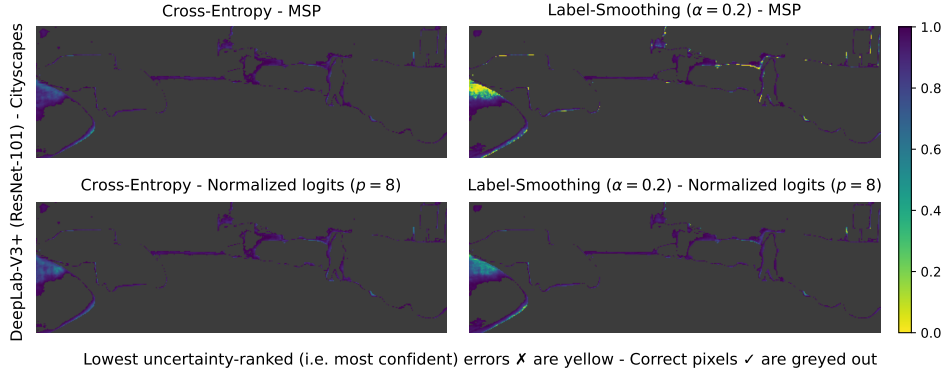 Cross-Entropy - MSP
Label-Smoothing (α = 0.2) - MSP
DeepLab-V3+ (ResNet-101) - Cityscapes
1.0
0.8
0.6
0.4
0.2
0.0
Cross-Entropy - Normalized logits (p = 8)
Label-Smoothing (α = 0.2) - Normalized logits (p = 8)
Lowest uncertainty-ranked (i.e. most confident) errors ✗ are yellow - Correct pixels ✓ are greyed out